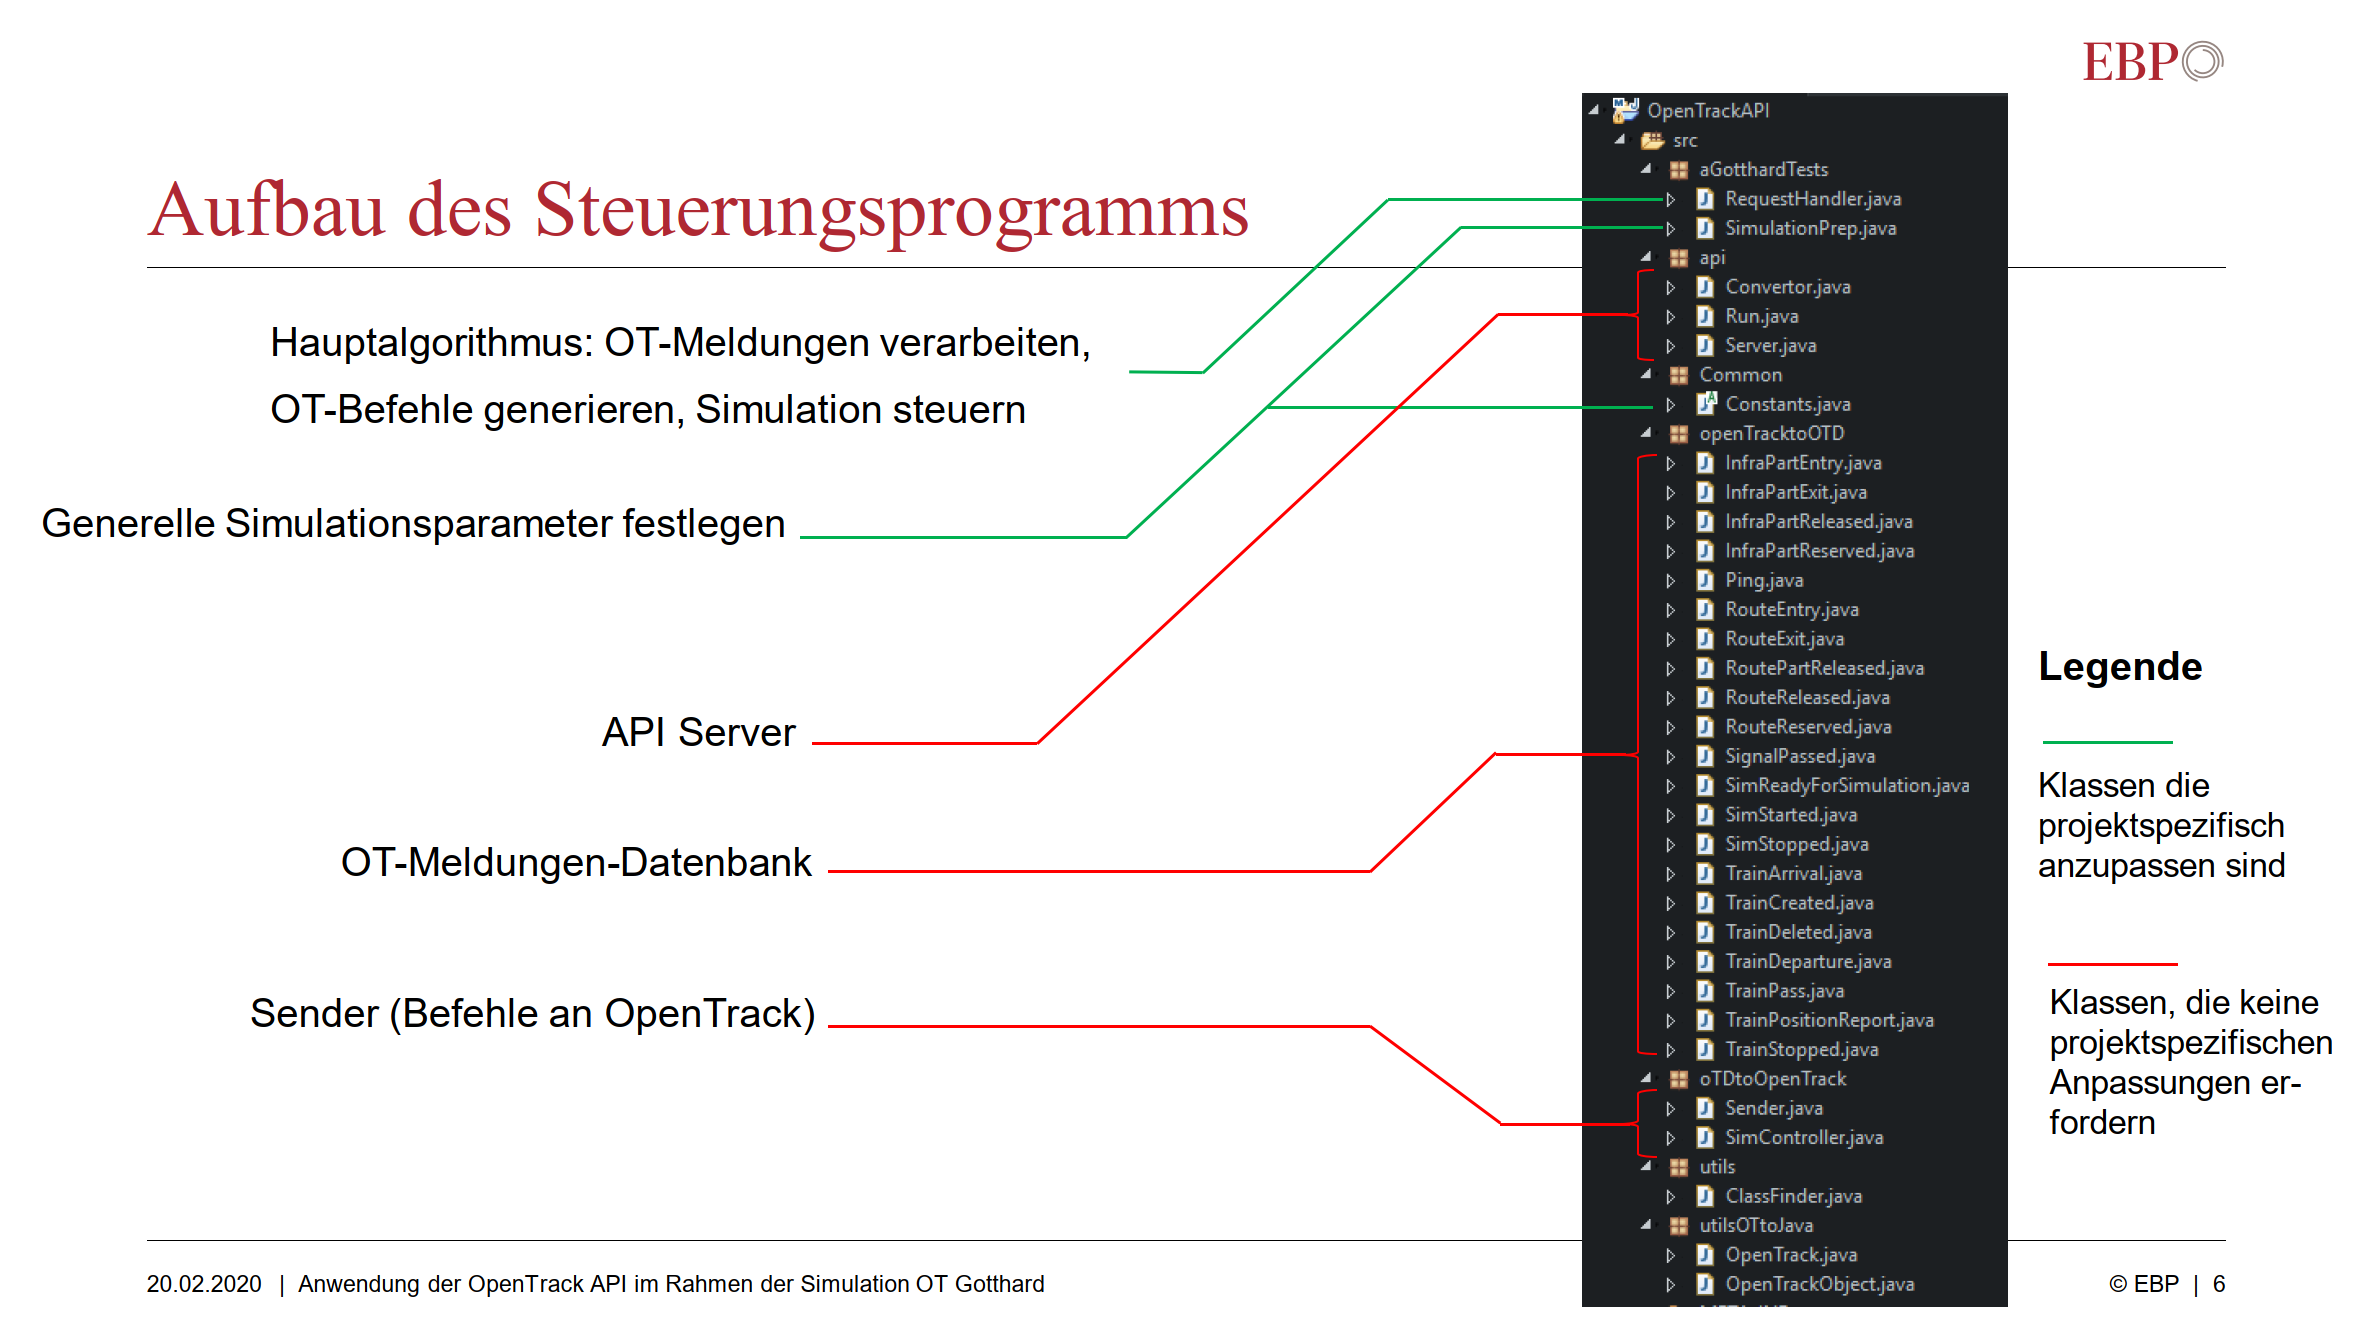 EBP
Aufbau des Steuerungsprogramms
Hauptalgorithmus: OT-Meldungen verarbeiten,
OT-Befehle generieren, Simulation steuern
Generelle Simulationsparameter festlegen
API Server
OT-Meldungen-Datenbank
Sender (Befehle an OpenTrack)
OpenTrackAPI
src
aGotthardTests
RequestHandler.java
SimulationPrep.java
api
Convertor.java
Run.java
Server.java
Common
Constants.java
openTracktoOTD
InfraPartEntry.java
InfraPartExit.java
InfraPartReleased.java
InfraPartReserved.java
Ping.java
RouteEntry.java
RouteExit.java
RoutePartReleased.java
RouteReleased.java
RouteReserved.java
SignalPassed.java
SimReadyForSimulation.java
SimStarted.java
SimStopped.java
TrainArrival.java
TrainCreated.java
TrainDeleted.java
TrainDeparture.java
TrainPass.java
TrainPositionReport.java
TrainStopped.java
oTDtoOpenTrack
Sender.java
SimController.java
utils
ClassFinder.java
utilsOTtoJava
OpenTrack.java
OpenTrackObject.java
Legende
Klassen die
projektspezifisch
anzupassen sind
Klassen, die keine
projektspezifischen
Anpassungen er-
fordern
20.02.2020 | Anwendung der OpenTrack API im Rahmen der Simulation OT Gotthard
© EBP | 6